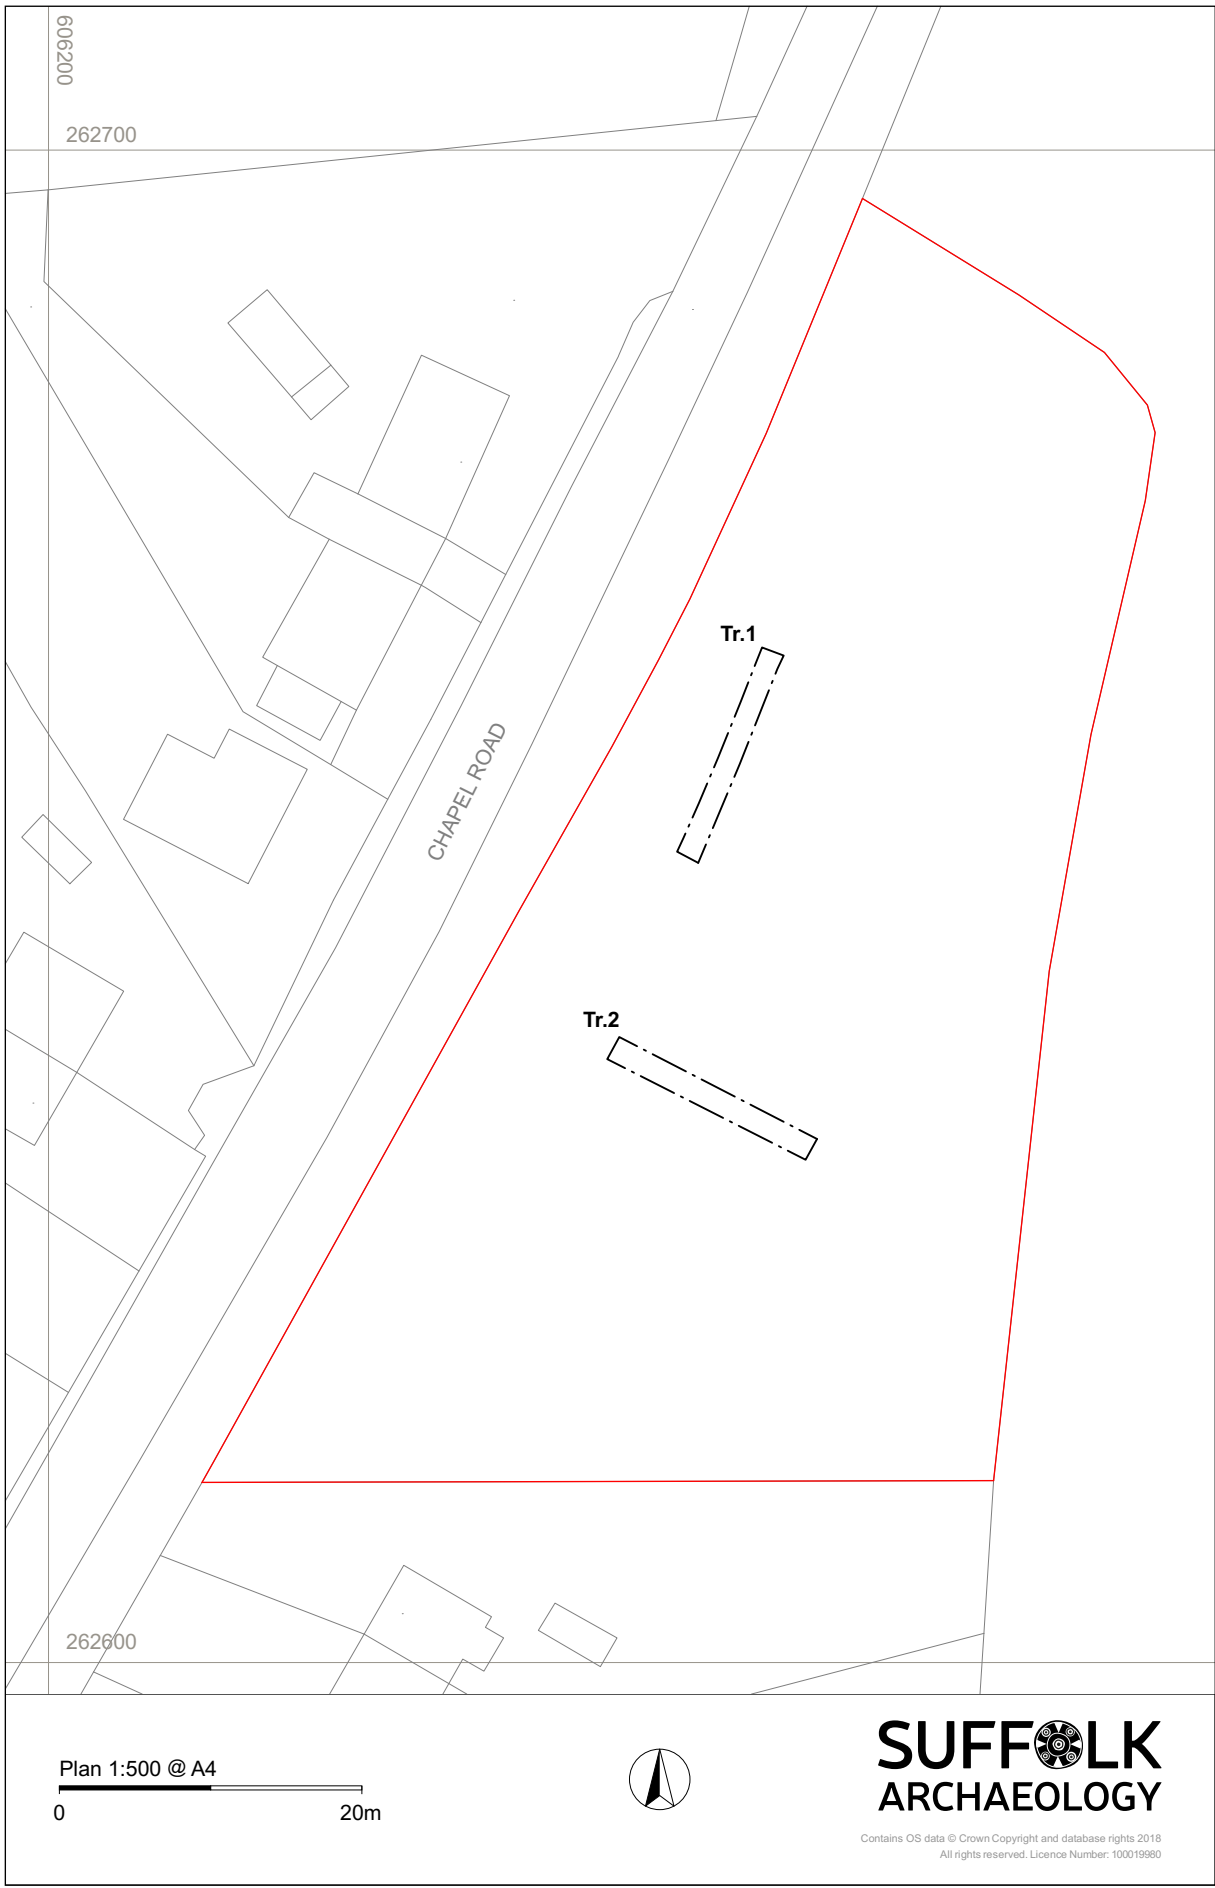 606200
262700
Tr.1
CHAPEL ROAD
Tr.2
262600
Plan 1:500 @ A4
0 20m
SUFFOLK
ARCHAEOLOGY
Contains OS data © Crown Copyright and database rights 2018
All rights reserved. Licence Number: 100019980